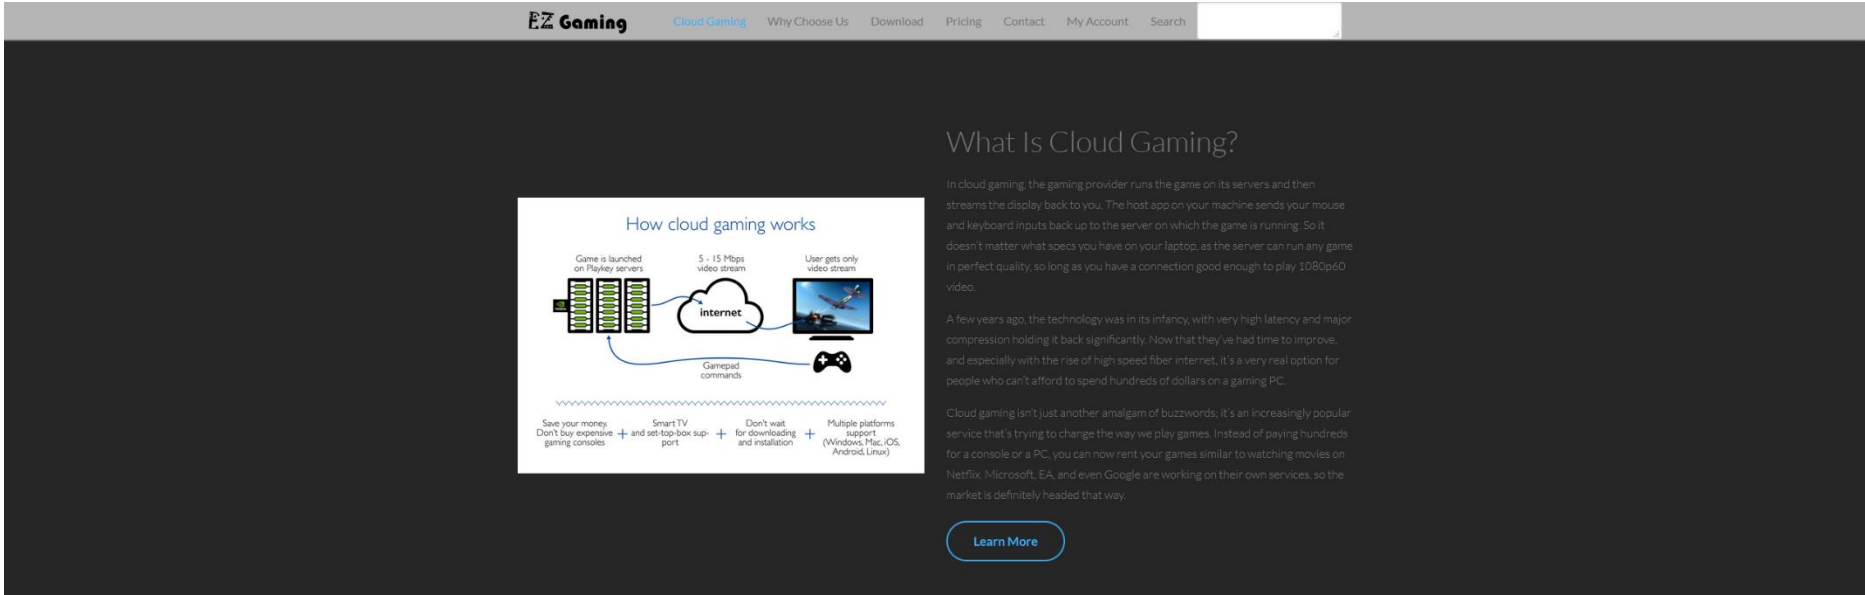 EZ Gaming Cloud Gaming Why Choose Us Download Pricing Contact My Account Search
How cloud gaming works
Game is launched
on Playkey servers
5 - 15 Mbps
video stream
User gets only
video stream
internet
Gamepad
commands
Save your money.
Don't buy expensive
gaming consoles
+
Smart TV
and set-top-box sup-
port
+
Don't wait
for downloading
and installation
+
Multiple platforms
support
(Windows, Mac, iOS,
Android, Linux)
What Is Cloud Gaming?
In cloud gaming, the gaming provider runs the game on its servers and then
streams the display back to you. The host app on your machine sends your mouse
and keyboard inputs back up to the server on which the game is running. So it
doesn't matter what specs you have on your laptop, as the server can run any game
in perfect quality, so long as you have a connection good enough to play 1080p60
video.
A few years ago, the technology was in its infancy, with very high latency and major
compression holding it back significantly. Now that they've had time to improve,
and especially with the rise of high speed fiber internet, it's a very real option for
people who can't afford to spend hundreds of dollars on a gaming PC.
Cloud gaming isn't just another amalgam of buzzwords; it's an increasingly popular
service that's trying to change the way we play games. Instead of paying hundreds
for a console or a PC, you can now rent your games similar to watching movies on
Netflix. Microsoft, EA, and even Google are working on their own services, so the
market is definitely headed that way.
Learn More